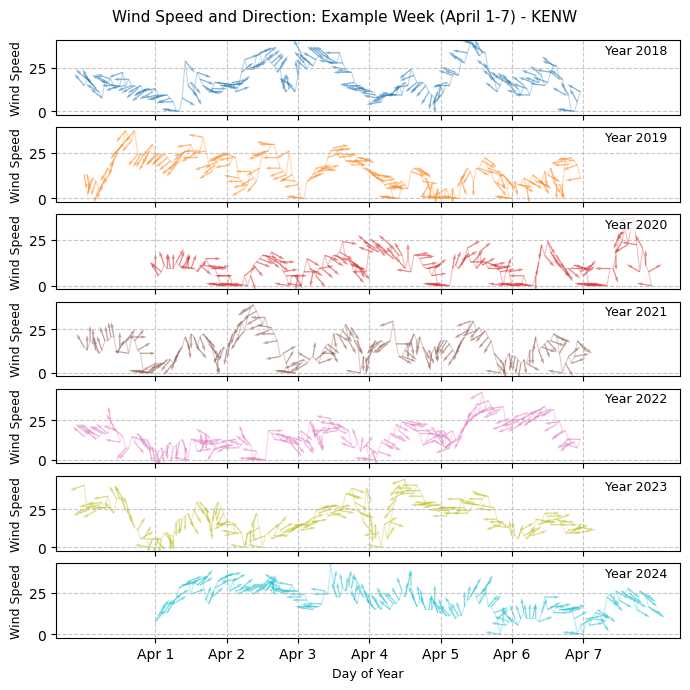 Wind Speed and Direction: Example Week (April 1-7) - KENW
Wind Speed
25
0
Year 2018
Wind Speed
25
0
Year 2019
Wind Speed
25
0
Year 2020
Wind Speed
25
0
Year 2021
Wind Speed
25
0
Year 2022
Wind Speed
25
0
Year 2023
Wind Speed
25
0
Year 2024
Apr 1 Apr 2 Apr 3 Apr 4 Apr 5 Apr 6 Apr 7
Day of Year